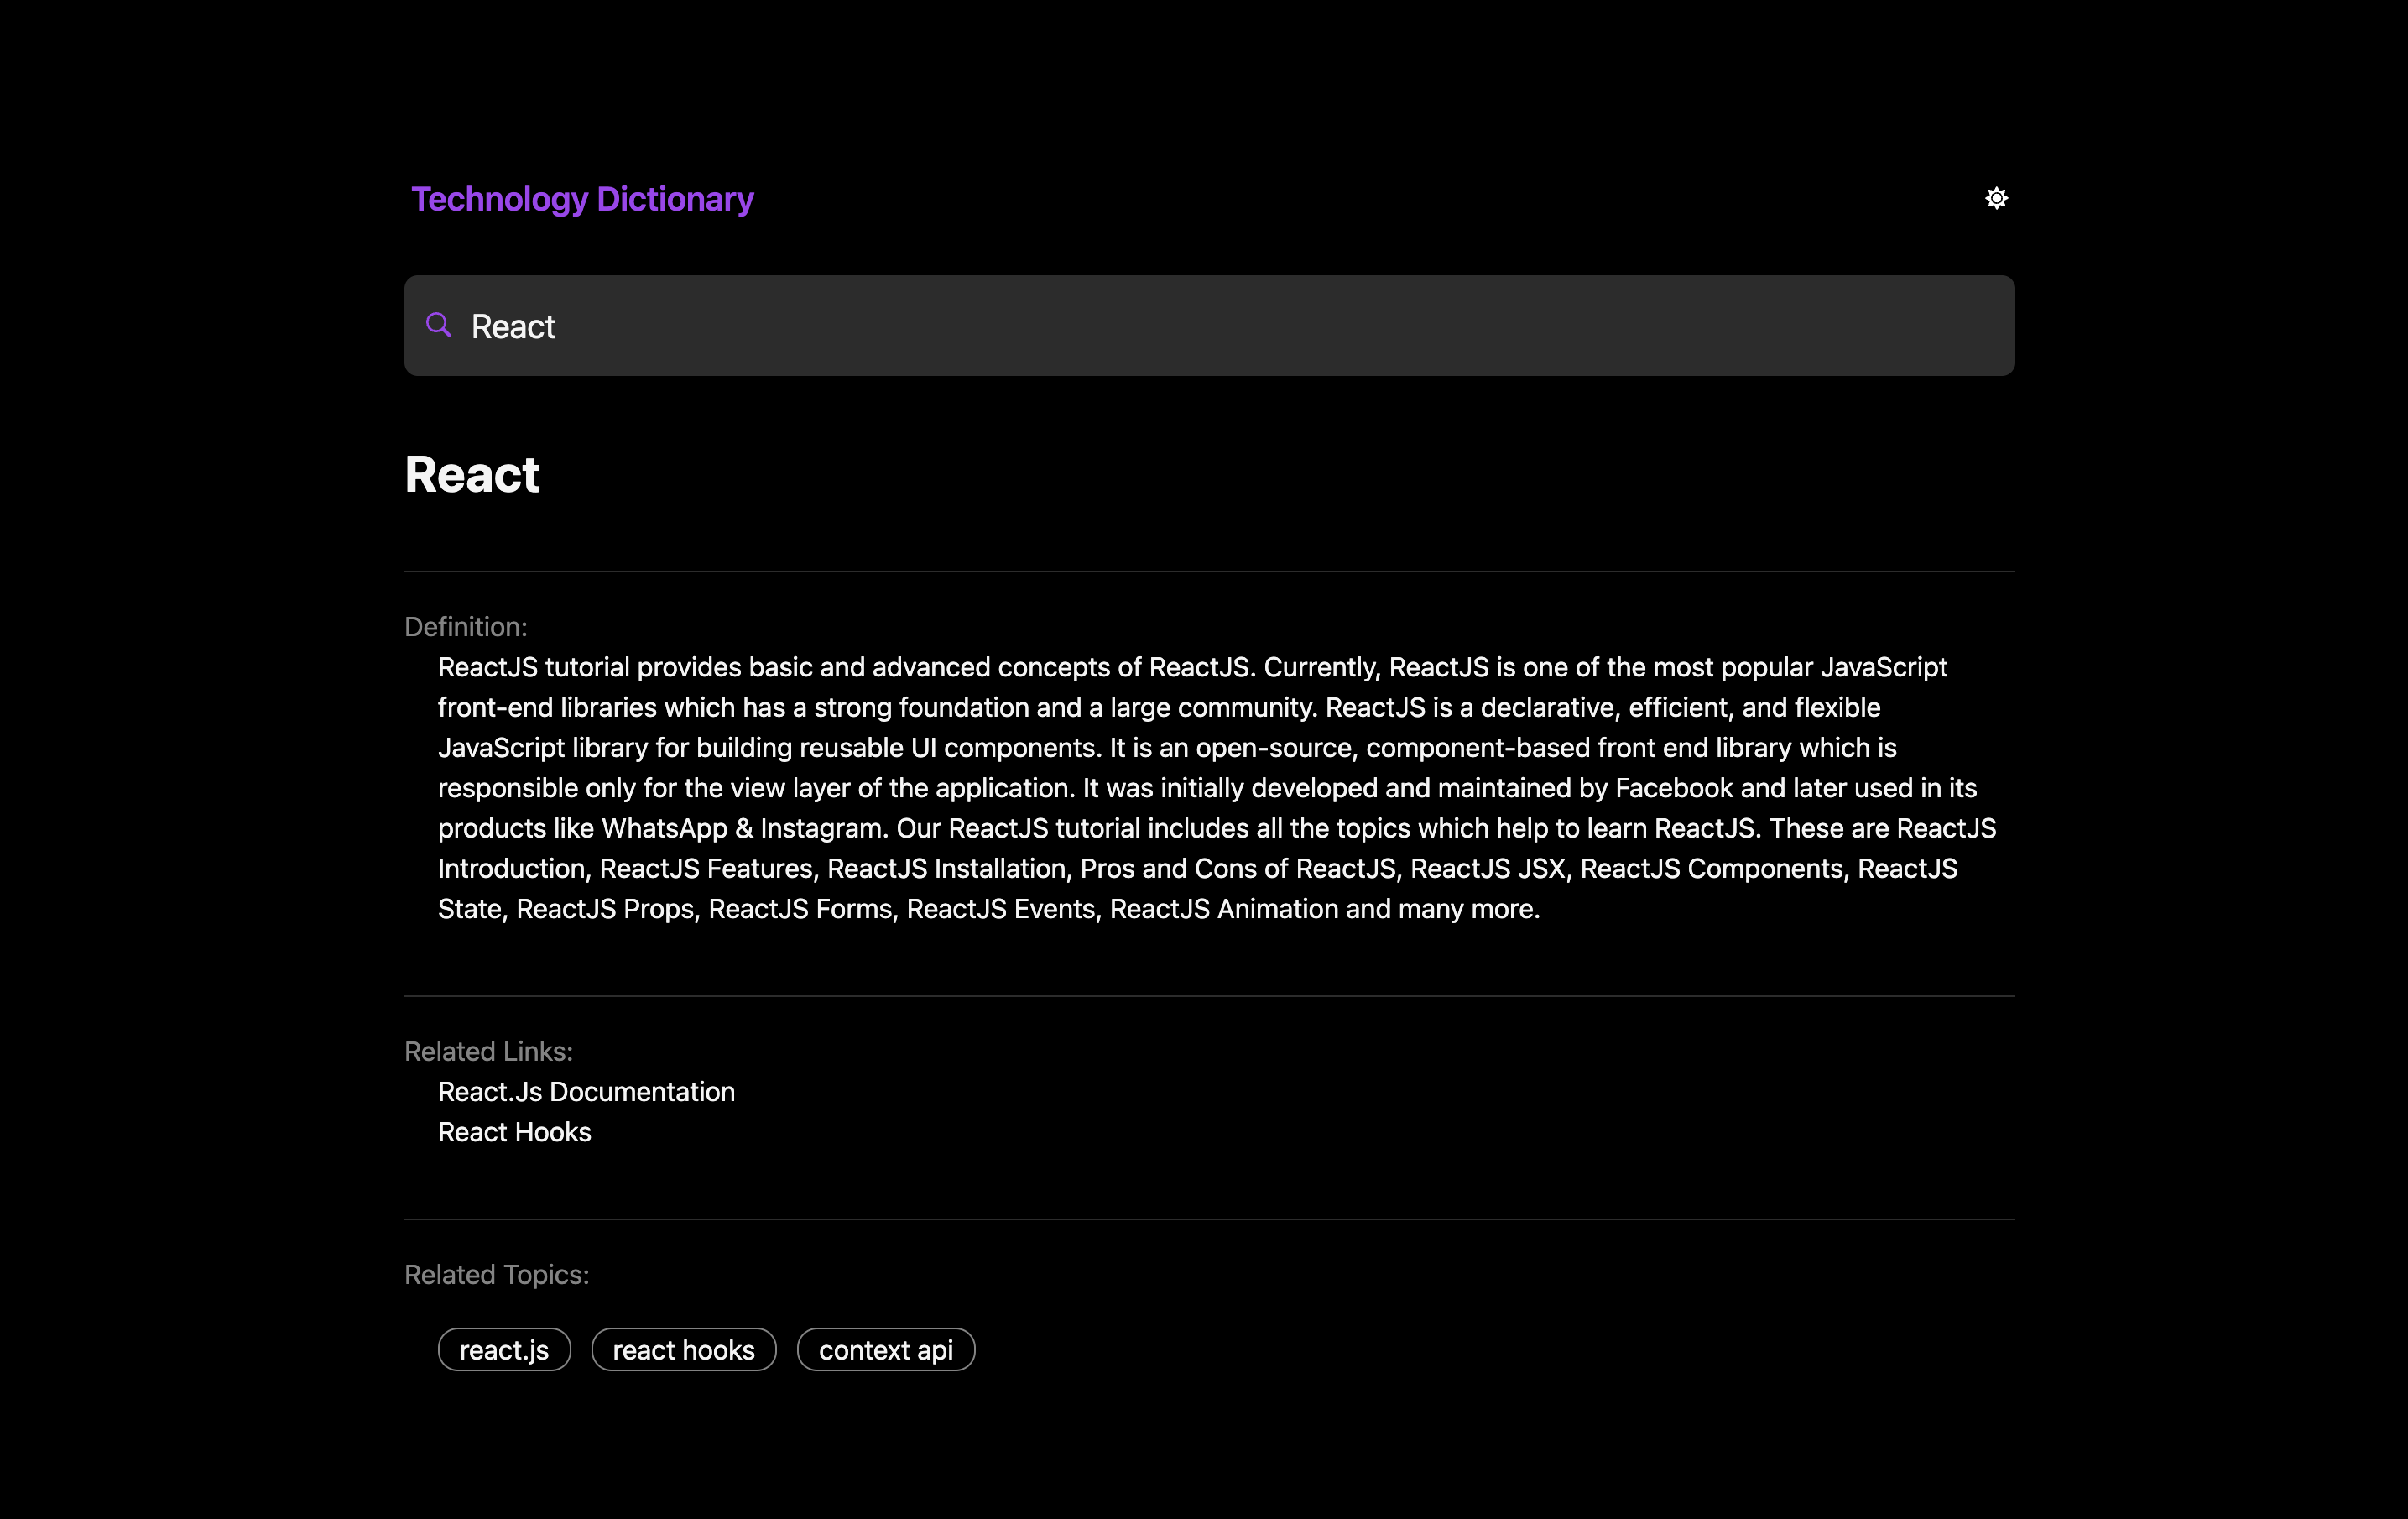 Technology Dictionary
React
React
Definition:
ReactJS tutorial provides basic and advanced concepts of ReactJS. Currently, ReactJS is one of the most popular JavaScript
front-end libraries which has a strong foundation and a large community. ReactJS is a declarative, efficient, and flexible
JavaScript library for building reusable UI components. It is an open-source, component-based front end library which is
responsible only for the view layer of the application. It was initially developed and maintained by Facebook and later used in its
products like WhatsApp & Instagram. Our ReactJS tutorial includes all the topics which help to learn ReactJS. These are ReactJS
Introduction, ReactJS Features, ReactJS Installation, Pros and Cons of ReactJS, ReactJS JSX, ReactJS Components, ReactJS
State, ReactJS Props, ReactJS Forms, ReactJS Events, ReactJS Animation and many more.
Related Links:
React.Js Documentation
React Hooks
Related Topics:
react.js react hooks context api